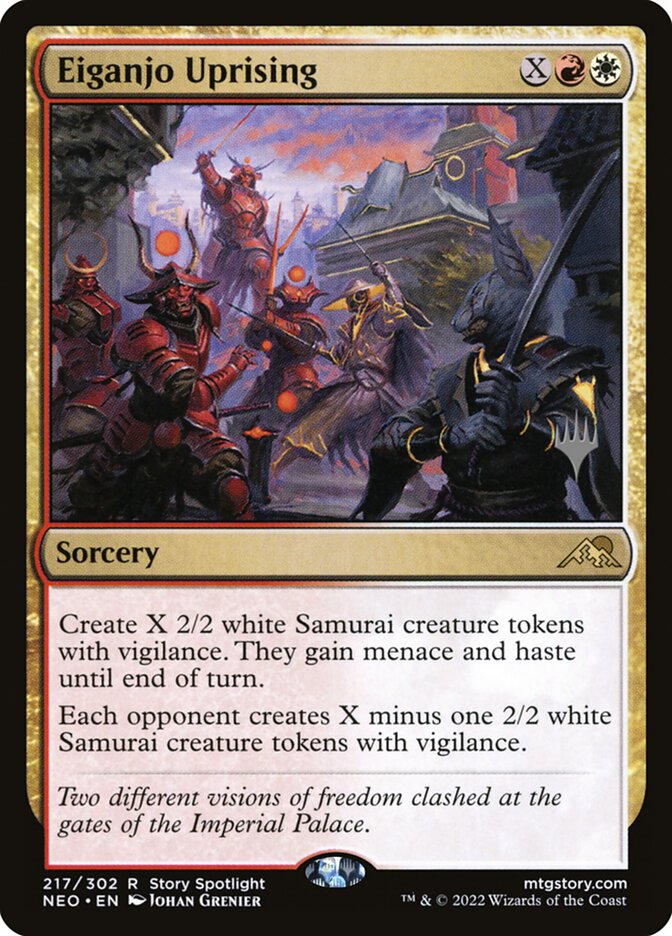 Eiganjo Uprising
X
Sorcery
Create X 2/2 white Samurai creature tokens
with vigilance. They gain menace and haste
until end of turn.
Each opponent creates X minus one 2/2 white
Samurai creature tokens with vigilance.
Two different visions of freedom clashed at the
gates of the Imperial Palace.
217/302 R Story Spotlight
NEO • EN Johan Grenier
mtgstory.com
™ & © 2022 Wizards of the Coast